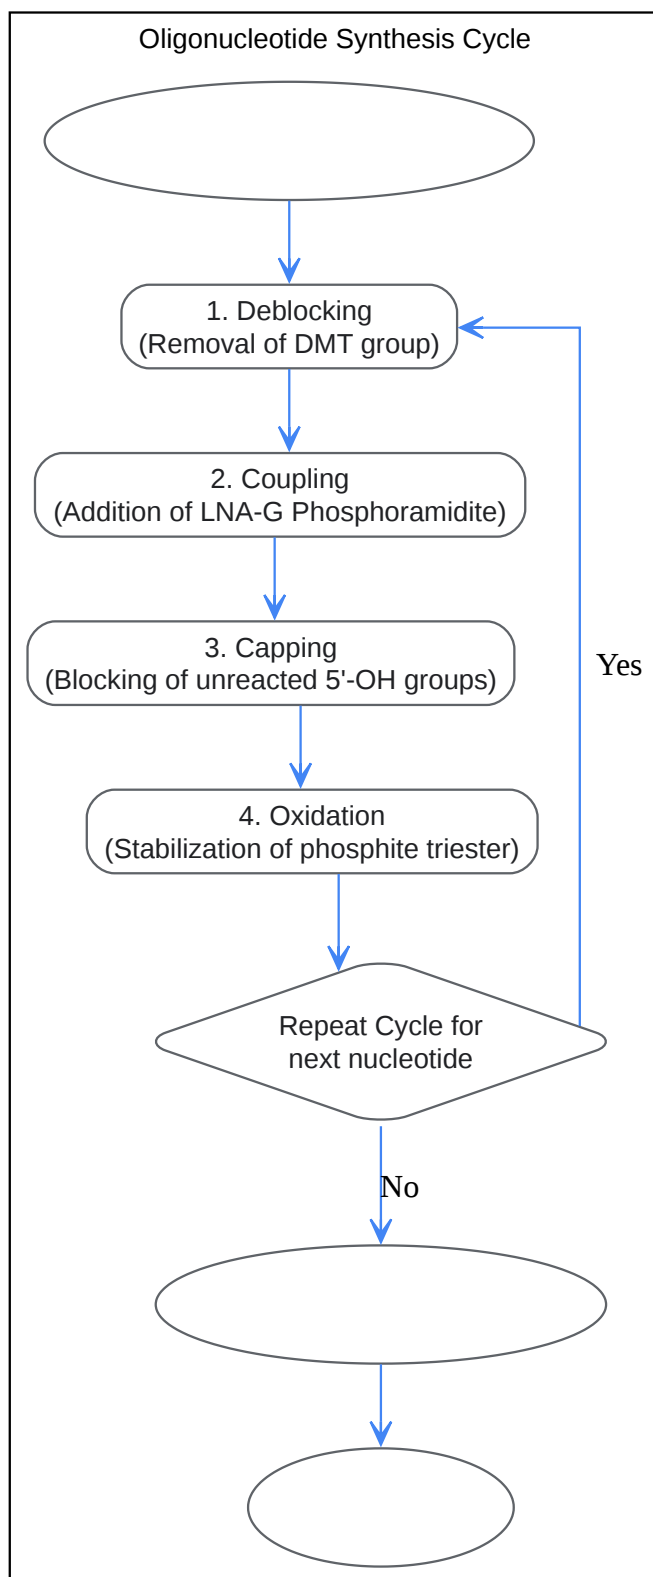 Oligonucleotide Synthesis Cycle
1. Deblocking
(Removal of DMT group)
2. Coupling
(Addition of LNA-G Phosphoramidite)
3. Capping
(Blocking of unreacted 5'-OH groups)
Yes
4. Oxidation
(Stabilization of phosphite triester)
Repeat Cycle for
next nucleotide
No